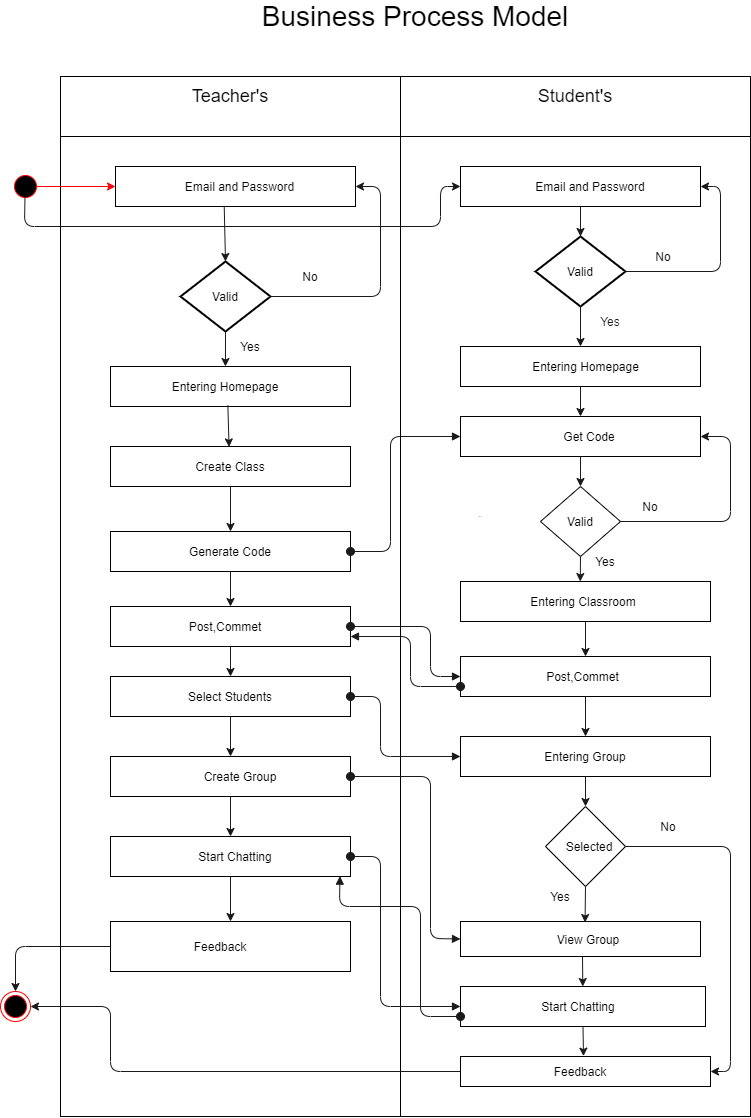 Business Process Model
Teacher's
Student's
Email and Password
Valid
No
Yes
Entering Homepage
Create Class
Generate Code
Post,Commet
Select Students
Create Group
Start Chatting
Feedback
Email and Password
Valid
No
Yes
Entering Homepage
Get Code
Valid
No
Yes
Entering Classroom
Post,Commet
Entering Group
Selected
No
Yes
View Group
Start Chatting
Feedback